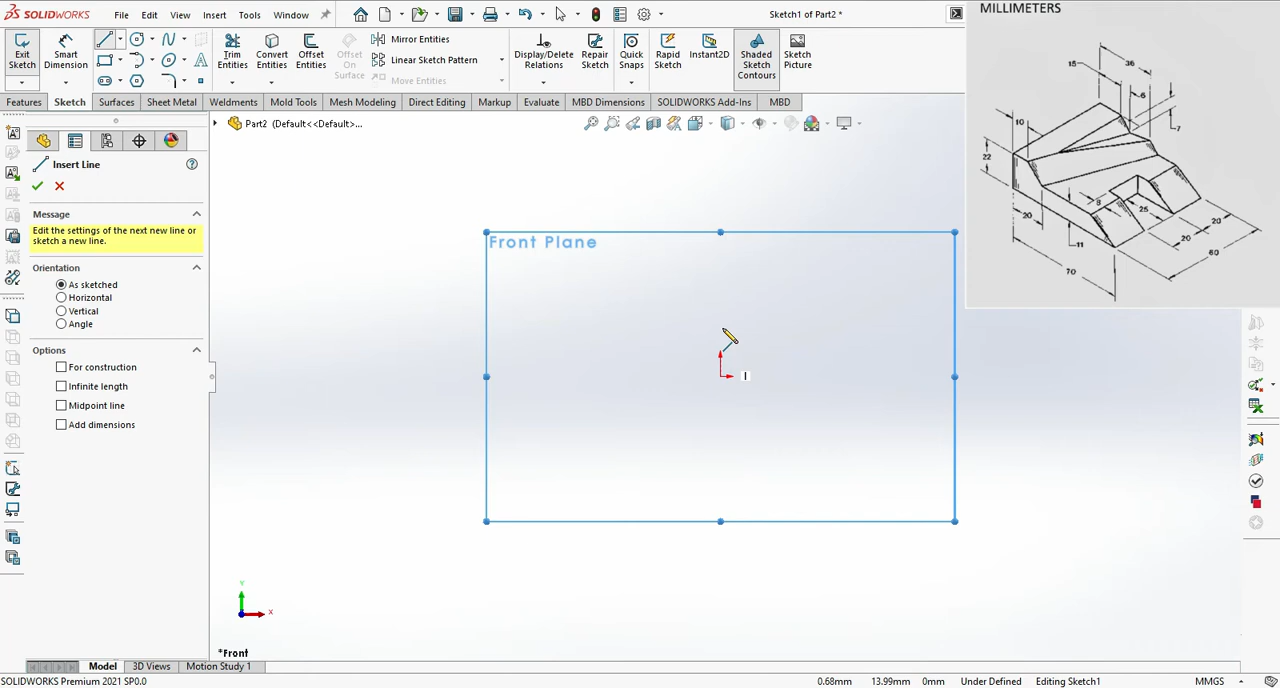 SOLIDWORKS File Edit View Insert Tools Window Sketch1 of Part2 * MILLIMETERS
Exit Sketch
Smart Dimension
Trim Entities
Convert Entities
Offset Entities
Offset On Surface
Mirror Entities
Linear Sketch Pattern
Move Entities
Display/Delete Relations
Repair Sketch
Quick Snaps
Rapid Sketch
Instant2D
Shaded Sketch Contours
Sketch Picture
Features Sketch Surfaces Sheet Metal Weldments Mold Tools Mesh Modeling Direct Editing Markup Evaluate MBD Dimensions SOLIDWORKS Add-Ins MBD
Part2 (Default<<Default>...
Insert Line
Message
Edit the settings of the next new line or
sketch a new line.
Orientation
As sketched
Horizontal
Vertical
Angle
Options
For construction
Infinite length
Midpoint line
Add dimensions
Front Plane
Y
X
*Front
15
36
6
7
10
22
20
8
25
11
20
20
70
60
Model 3D Views Motion Study 1
SOLIDWORKS Premium 2021 SP0.0 0.68mm 13.99mm 0mm Under Defined Editing Sketch1 MMGS